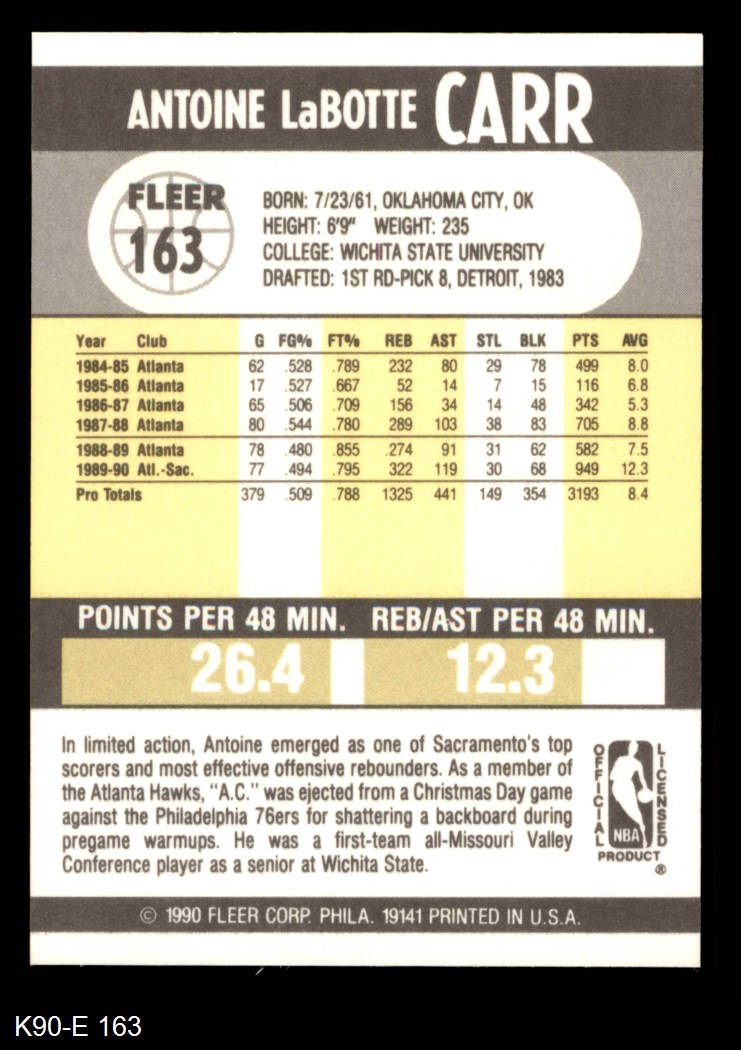 ANTOINE LaBOTTE CARR
FLEER
163
BORN: 7/23/61, OKLAHOMA CITY, OK
HEIGHT: 6'9" WEIGHT: 235
COLLEGE: WICHITA STATE UNIVERSITY
DRAFTED: 1ST RD-PICK 8, DETROIT, 1983
Year Club G FG% FT% REB AST STL BLK PTS AVG
1984-85 Atlanta 62 .528 .789 232 80 29 78 499 8.0
1985-86 Atlanta 17 .527 .667 52 14 7 15 116 6.8
1986-87 Atlanta 65 .506 .709 156 34 14 48 342 5.3
1987-88 Atlanta 80 .544 .780 289 103 38 83 705 8.8
1988-89 Atlanta 78 .480 .855 .274 91 31 62 582 7.5
1989-90 Atl.-Sac. 77 .494 .795 322 119 30 68 949 12.3
Pro Totals 379 .509 .788 1325 441 149 354 3193 8.4
POINTS PER 48 MIN. REB/AST PER 48 MIN.
26.4 12.3
In limited action, Antoine emerged as one of Sacramento's top
scorers and most effective offensive rebounders. As a member of
the Atlanta Hawks, "A.C." was ejected from a Christmas Day game
against the Philadelphia 76ers for shattering a backboard during
pregame warmups. He was a first-team all-Missouri Valley
Conference player as a senior at Wichita State.
OFFICIAL
LICENSED
NBA
PRODUCT
®
© 1990 FLEER CORP. PHILA. 19141 PRINTED IN U.S.A.
K90-E 163